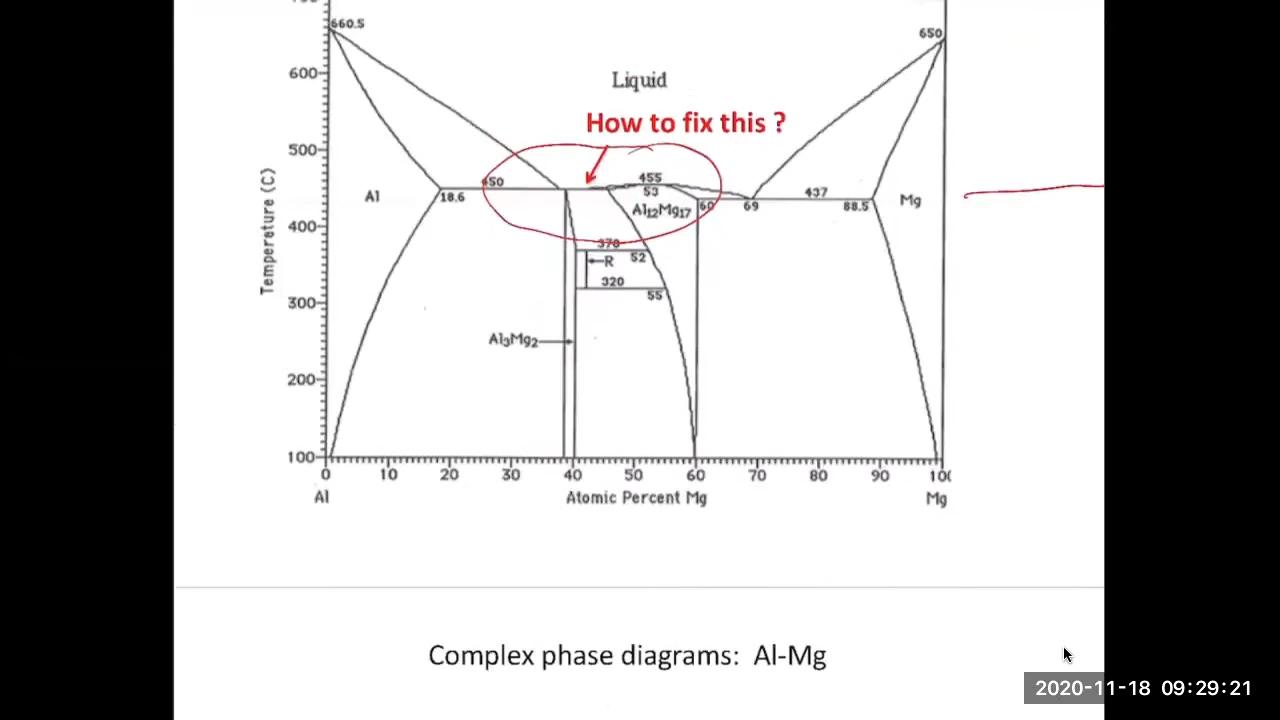 660.5
650
600
Liquid
How to fix this ?
500
450
455
53
437
Al
18.6
Al12Mg17
60
69
88.5
Mg
400
Temperature (C)
370
52
R
320
300
55
Al3Mg2
200
100
0 10 20 30 40 50 60 70 80 90 100
Al
Atomic Percent Mg
Mg
Complex phase diagrams: Al-Mg
2020-11-18 09:29:21